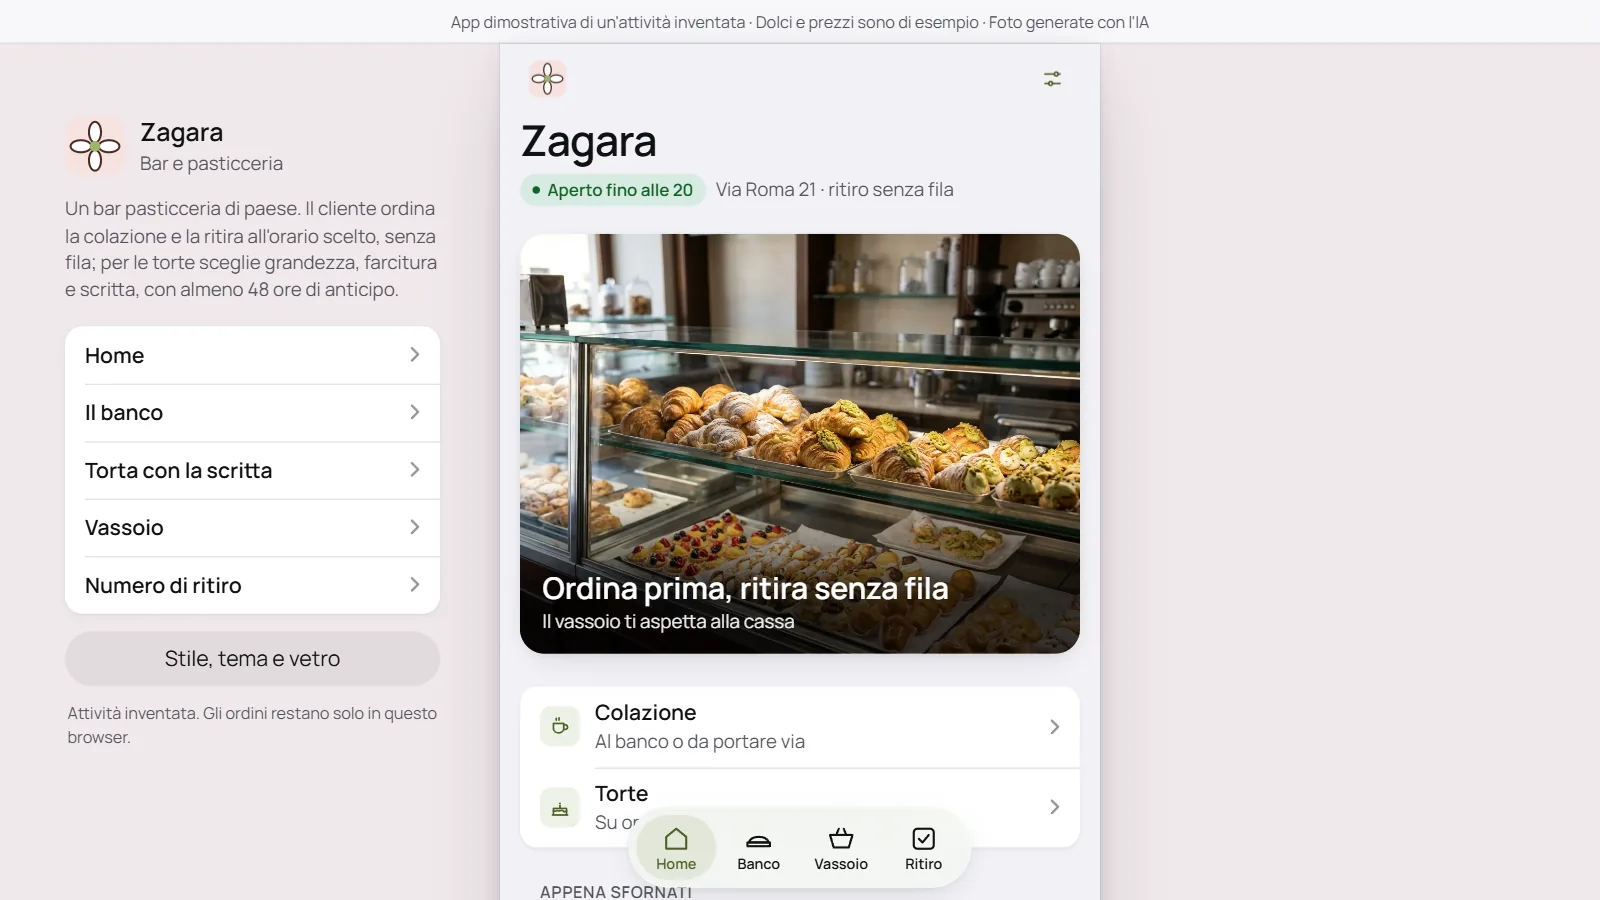 App dimostrativa di un'attività inventata · Dolci e prezzi sono di esempio · Foto generate con l'IA
Zagara
Bar e pasticceria
Un bar pasticceria di paese. Il cliente ordina
la colazione e la ritira all'orario scelto, senza
fila; per le torte sceglie grandezza, farcitura
e scritta, con almeno 48 ore di anticipo.
Home
Il banco
Torta con la scritta
Vassoio
Numero di ritiro
Stile, tema e vetro
Attività inventata. Gli ordini restano solo in questo
browser.
Zagara
Aperto fino alle 20
Via Roma 21 · ritiro senza fila
Ordina prima, ritira senza fila
Il vassoio ti aspetta alla cassa
Colazione
Al banco o da portare via
Torte
Su
Home
Banco
Vassoio
Ritiro
APPENA SFORNATI